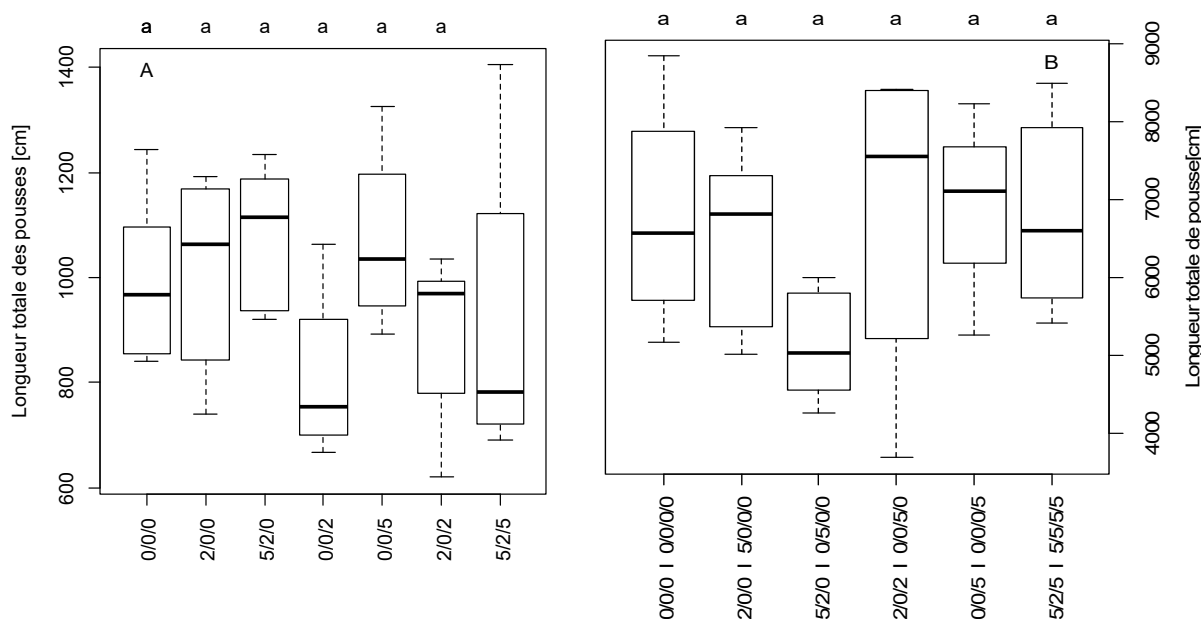 a a a a a a
A
Longueur totale des pousses [cm]
1400
1200
1000
800
600
0/0/0
2/0/0
5/2/0
0/0/2
0/0/5
2/0/2
5/2/5
a a a a a a
B
Longueur totale de pousse[cm]
9000
8000
7000
6000
5000
4000
0/0/0 I 0/0/0/0
2/0/0 I 5/0/0/0
5/2/0 I 0/5/0/0
2/0/2 I 0/0/5/0
0/0/5 I 0/0/0/5
5/2/5 I 5/5/5/5